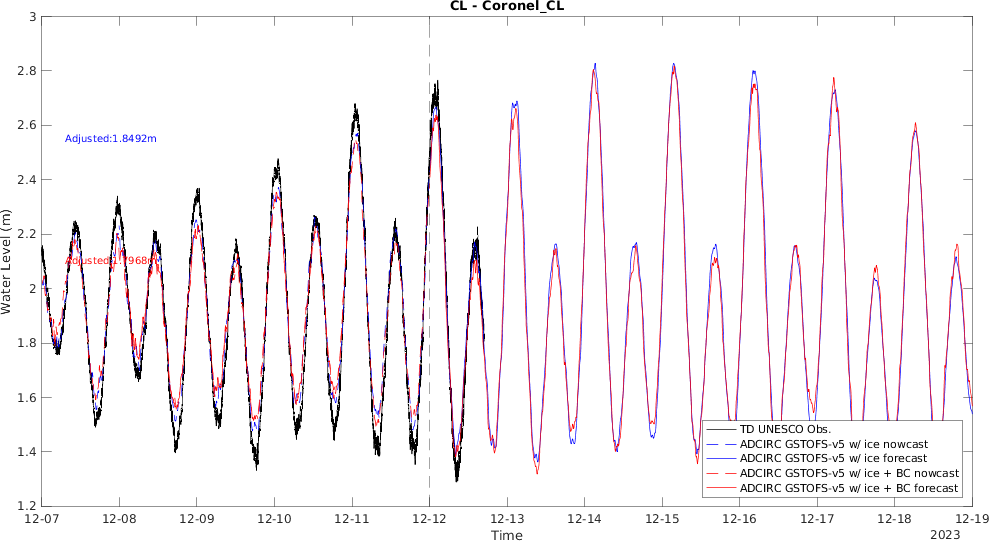 CL - Coronel_CL
3
2.8
2.6
2.4
2.2
2
1.8
1.6
1.4
1.2
Water Level (m)
Adjusted:1.8492m
Adjusted:1.7968m
TD UNESCO Obs.
ADCIRC GSTOFS-v5 w/ ice nowcast
ADCIRC GSTOFS-v5 w/ ice forecast
ADCIRC GSTOFS-v5 w/ ice + BC nowcast
ADCIRC GSTOFS-v5 w/ ice + BC forecast
12-07 12-08 12-09 12-10 12-11 12-12 12-13 12-14 12-15 12-16 12-17 12-18 12-19
Time
2023